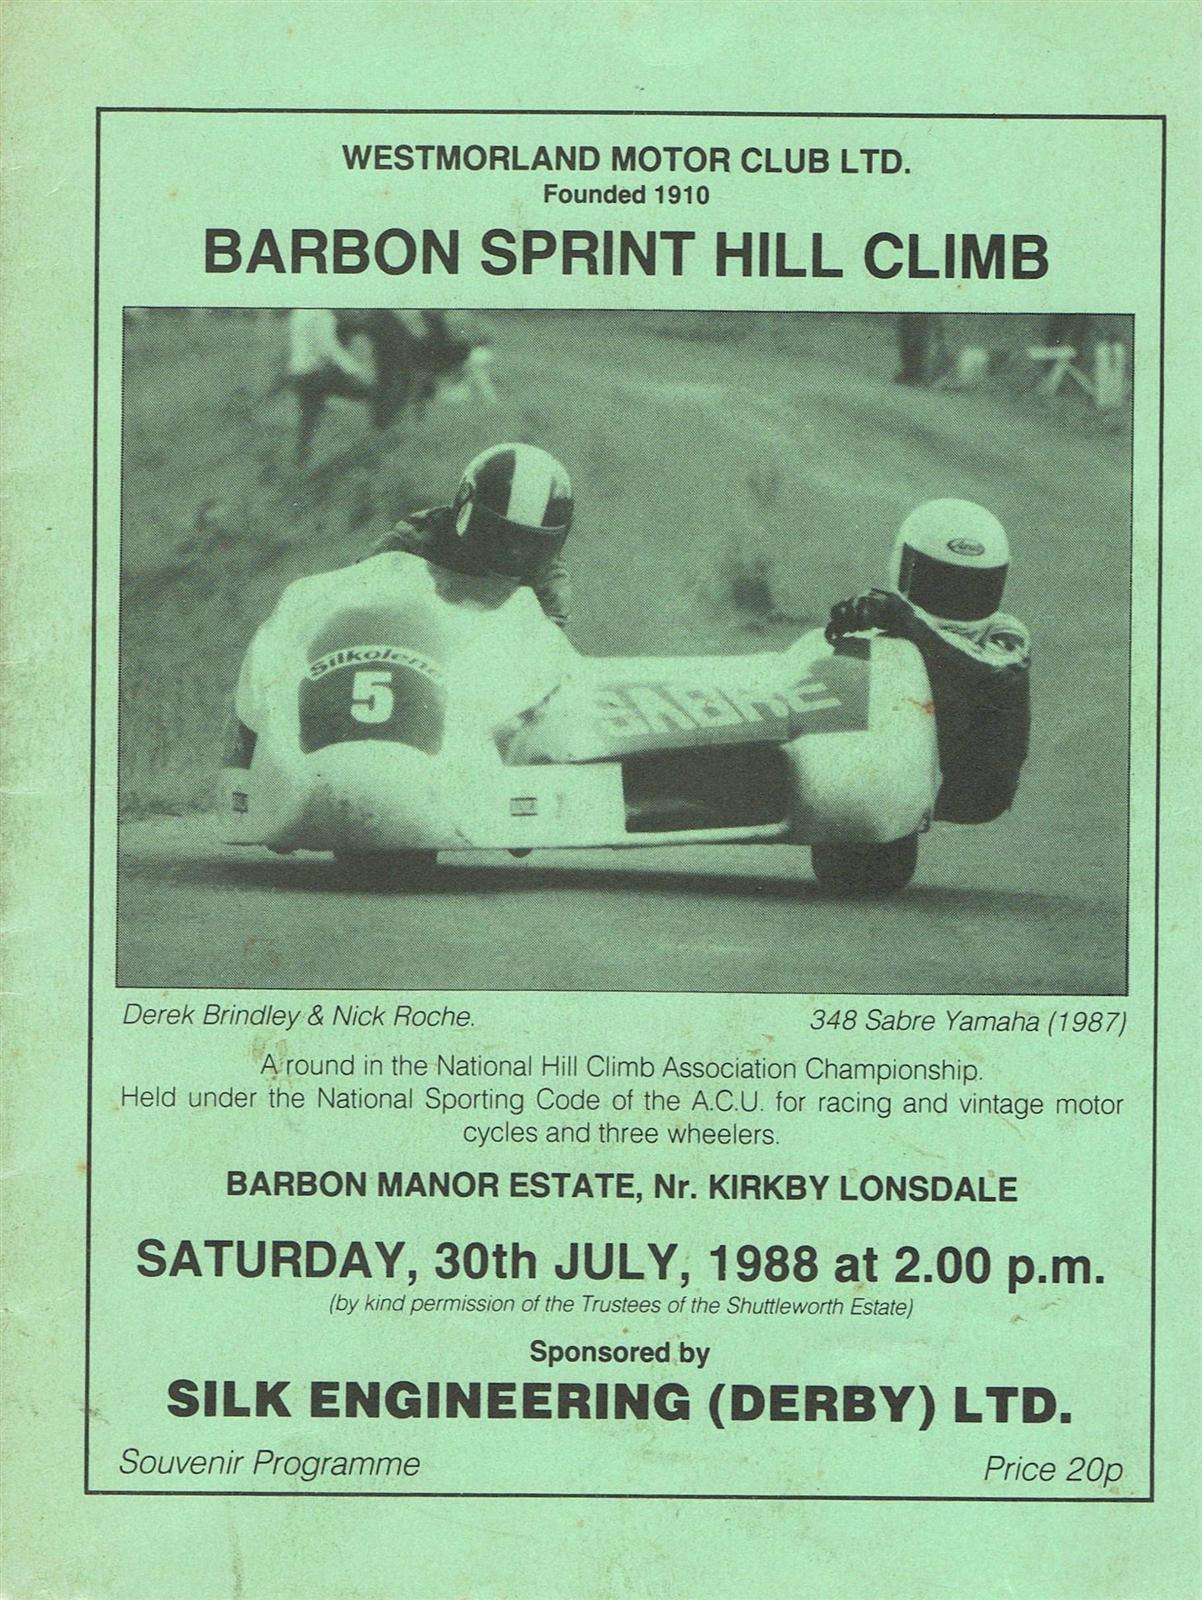 WESTMORLAND MOTOR CLUB LTD.
Founded 1910
BARBON SPRINT HILL CLIMB
Silkolene
5
SABRE
Arai
Derek Brindley & Nick Roche.
348 Sabre Yamaha (1987)
A round in the National Hill Climb Association Championship.
Held under the National Sporting Code of the A.C.U. for racing and vintage motor
cycles and three wheelers.
BARBON MANOR ESTATE, Nr. KIRKBY LONSDALE
SATURDAY, 30th JULY, 1988 at 2.00 p.m.
(by kind permission of the Trustees of the Shuttleworth Estate)
Sponsored by
SILK ENGINEERING (DERBY) LTD.
Souvenir Programme
Price 20p